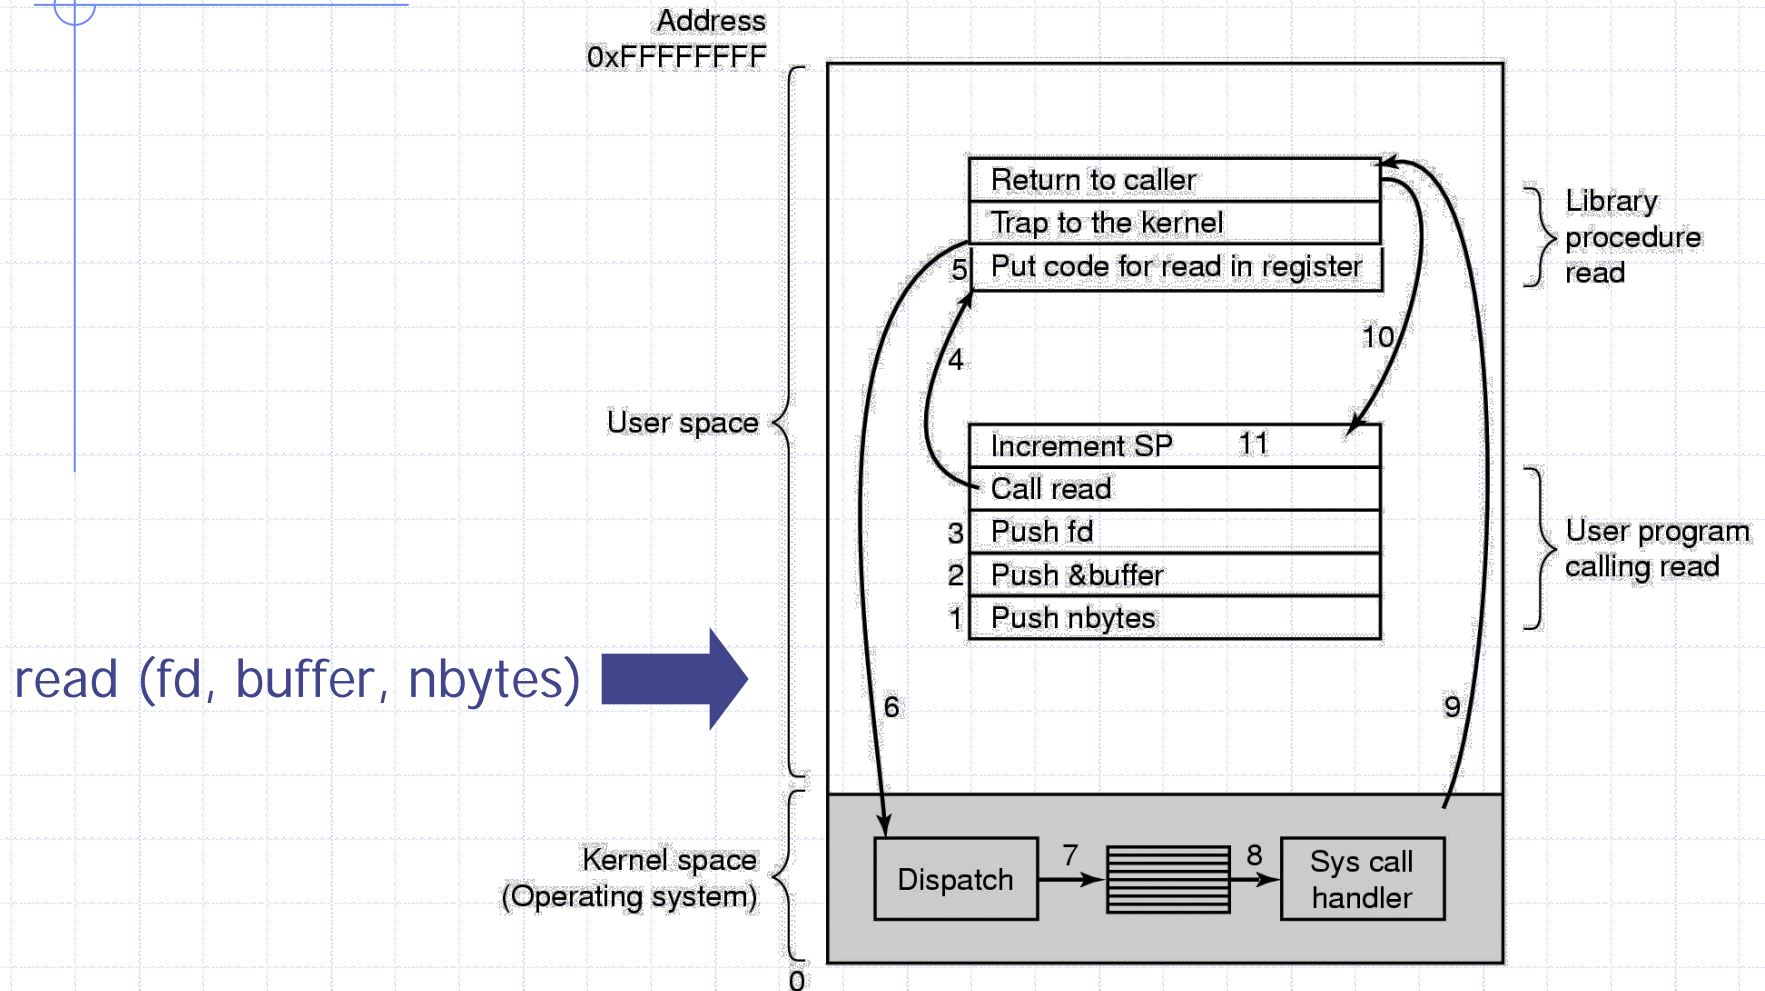 Address
0xFFFFFFFF
Return to caller
Trap to the kernel
5 Put code for read in register
Library
procedure
read
4
10
User space
Increment SP 11
Call read
3 Push fd
2 Push &buffer
1 Push nbytes
User program
calling read
read (fd, buffer, nbytes)
6
9
Kernel space
(Operating system)
Dispatch
7
8
Sys call
handler
0